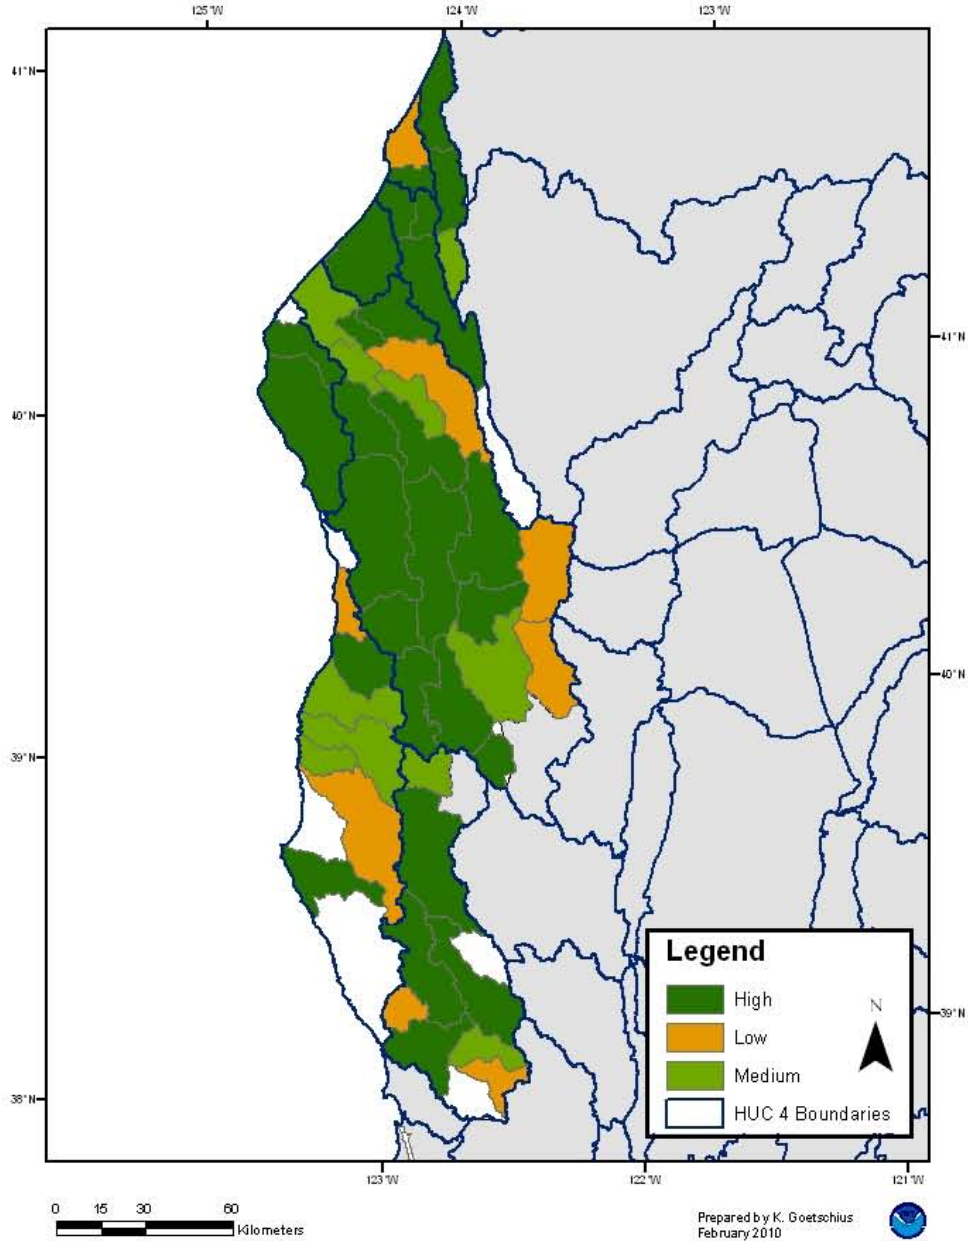 125°W 124°W 123°W
41°N
41°N
40°N
40°N
39°N
39°N
38°N
Legend
High
Low
Medium
HUC 4 Boundaries
N
123°W 122°W 121°W
0 15 30 60
Kilometers
Prepared by K. Goetschius
February 2010